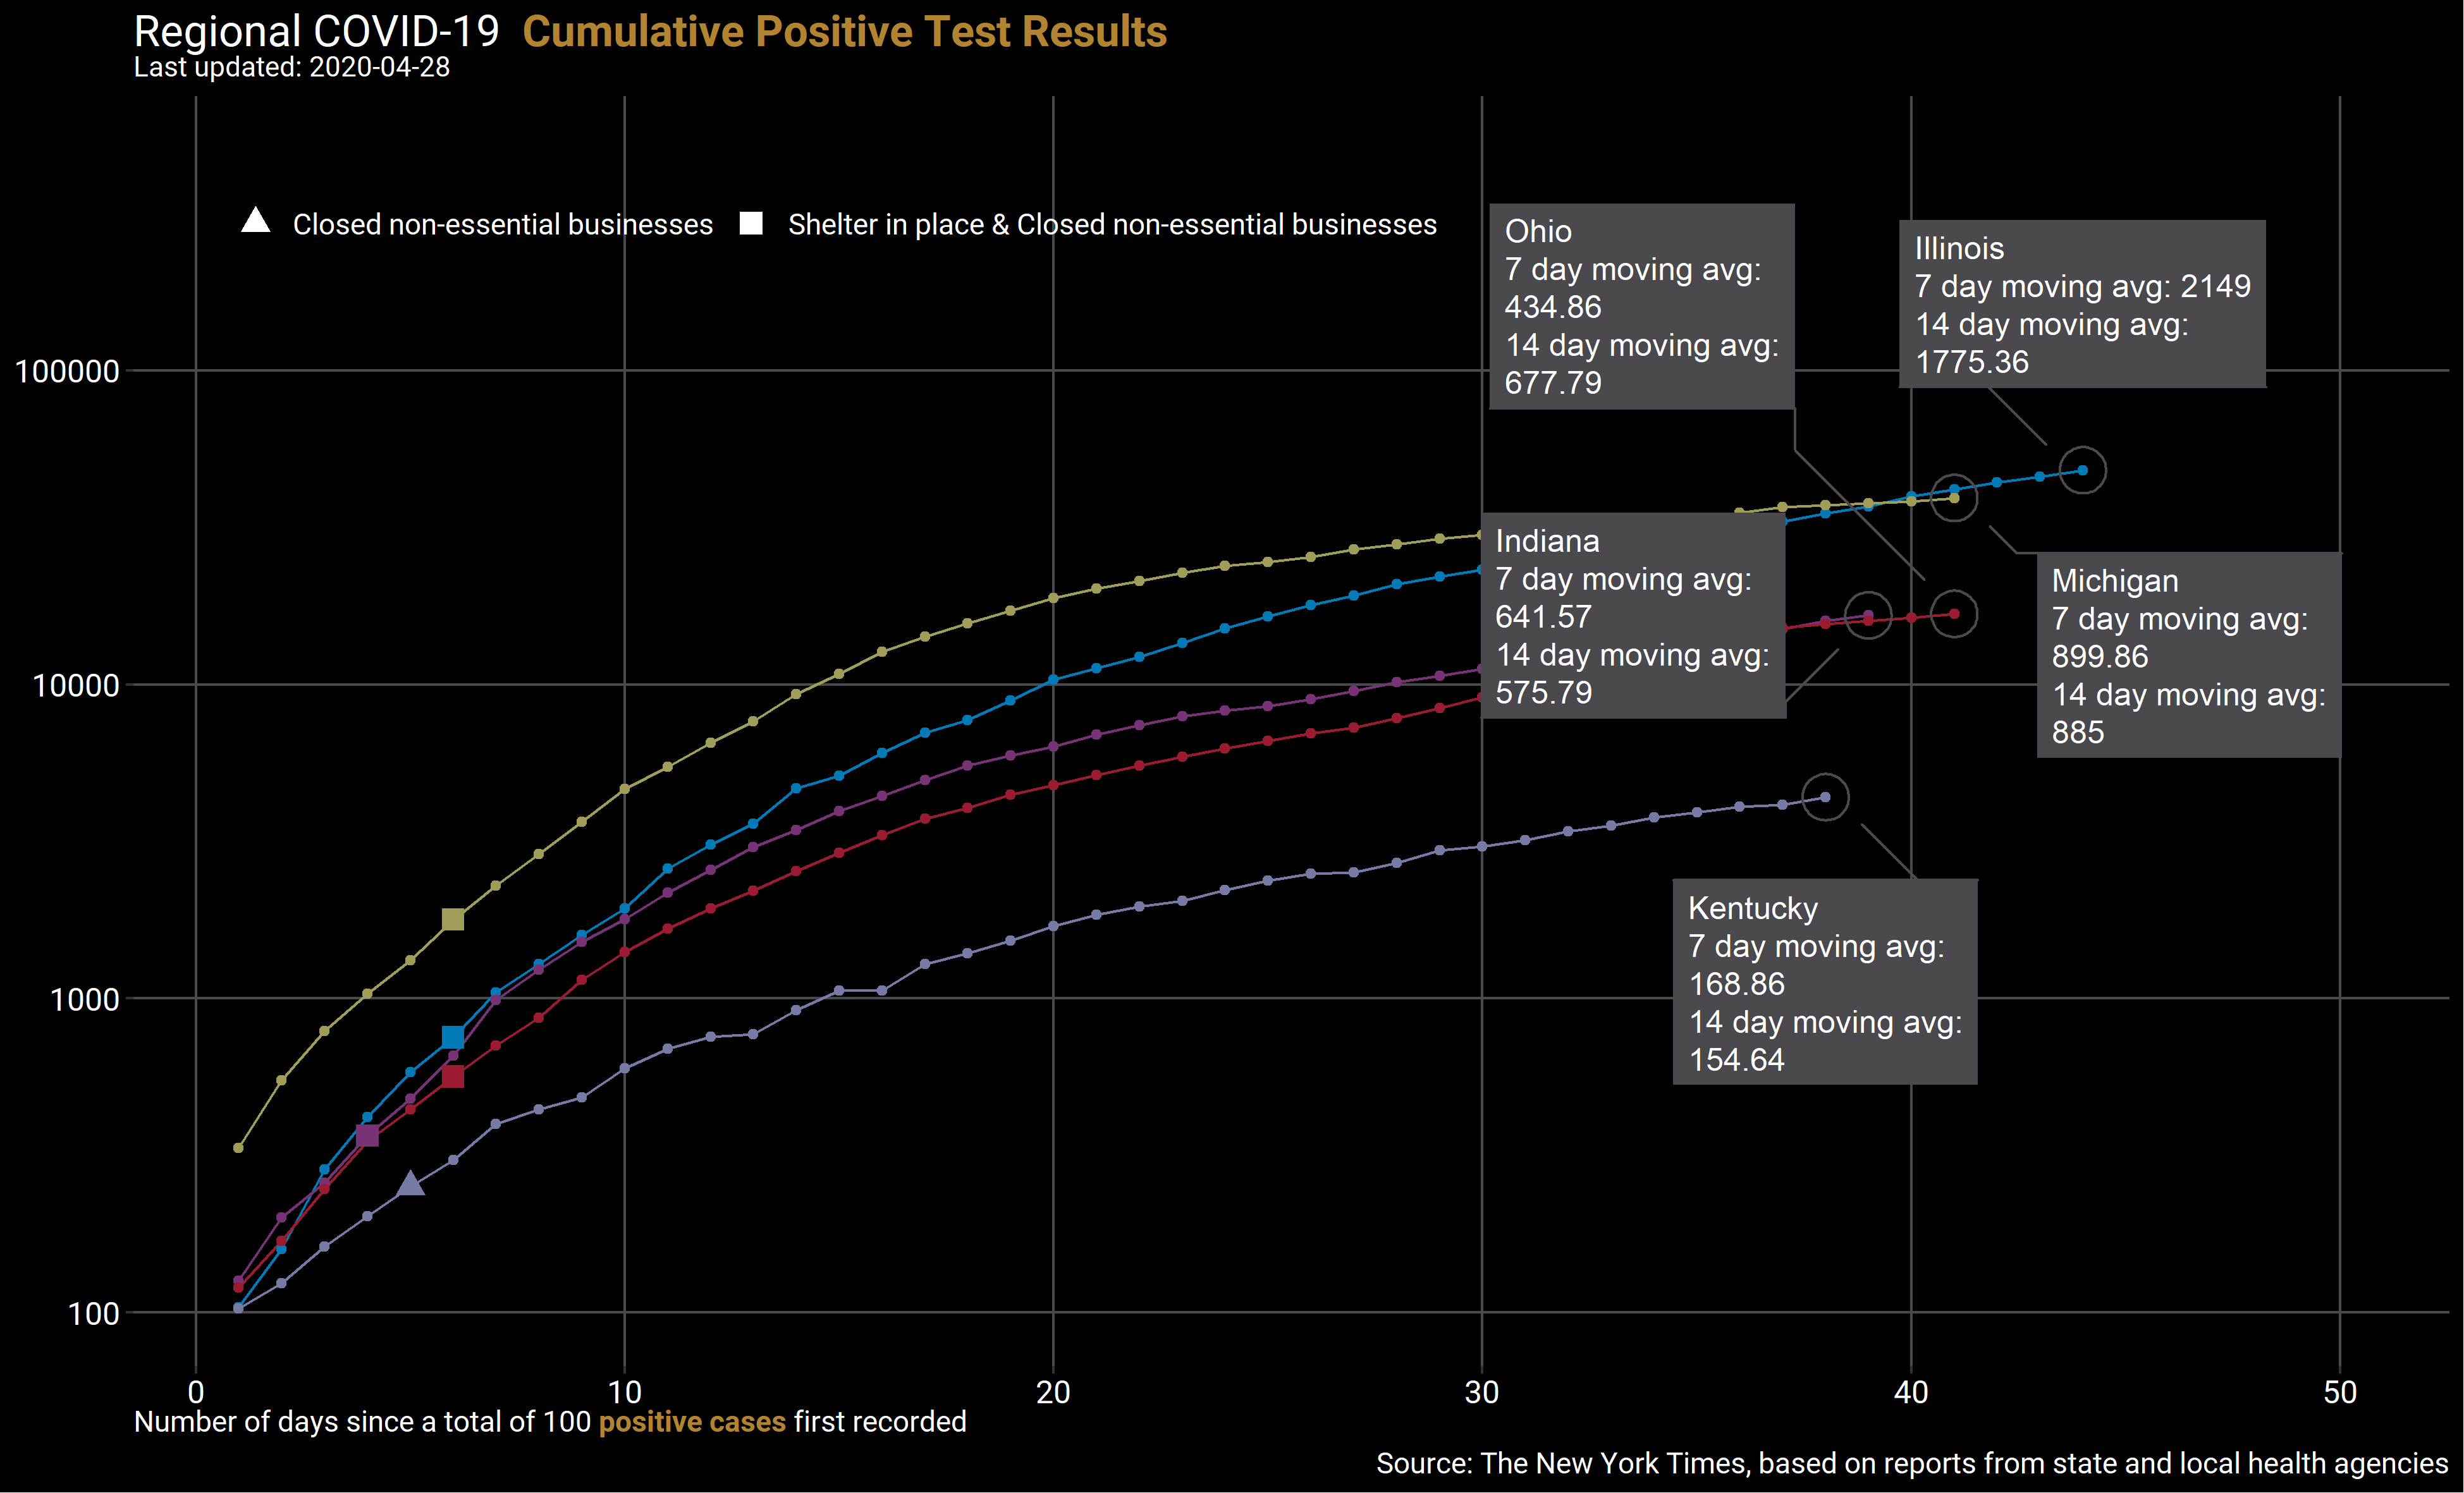 Regional COVID-19 Cumulative Positive Test Results
Last updated: 2020-04-28
Closed non-essential businesses
Shelter in place & Closed non-essential businesses
Ohio
7 day moving avg:
434.86
14 day moving avg:
677.79
Illinois
7 day moving avg: 2149
14 day moving avg:
1775.36
Indiana
7 day moving avg:
641.57
14 day moving avg:
575.79
Michigan
7 day moving avg:
899.86
14 day moving avg:
885
Kentucky
7 day moving avg:
168.86
14 day moving avg:
154.64
100000
10000
1000
100
0 10 20 30 40 50
Number of days since a total of 100 positive cases first recorded
Source: The New York Times, based on reports from state and local health agencies